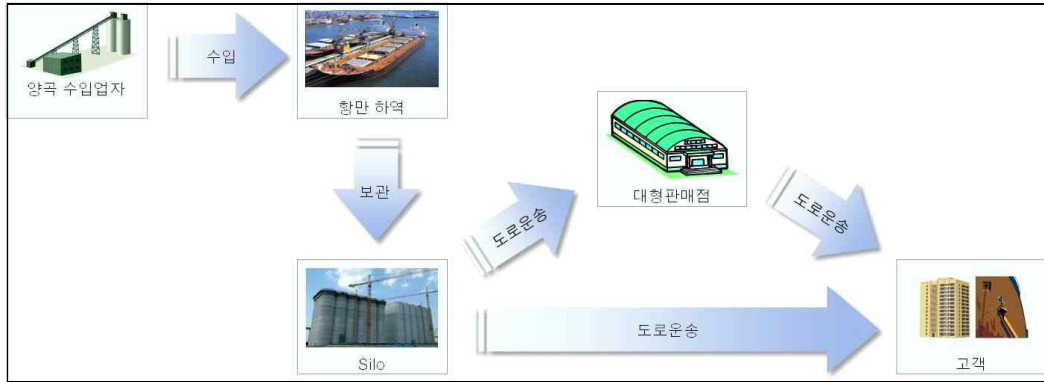 양곡 수입업자
수입
항만 하역
보관
도로운송
대형판매점
도로운송
Silo
도로운송
고객